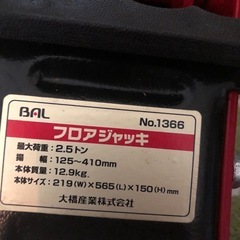 BAL
No.1366
フロアジャッキ
最大荷重：2.5トン
揚　　幅：125～410mm
本体質量：12.9kg.
本体サイズ：219(W)×565(L)×150(H)mm
大橋産業株式会社